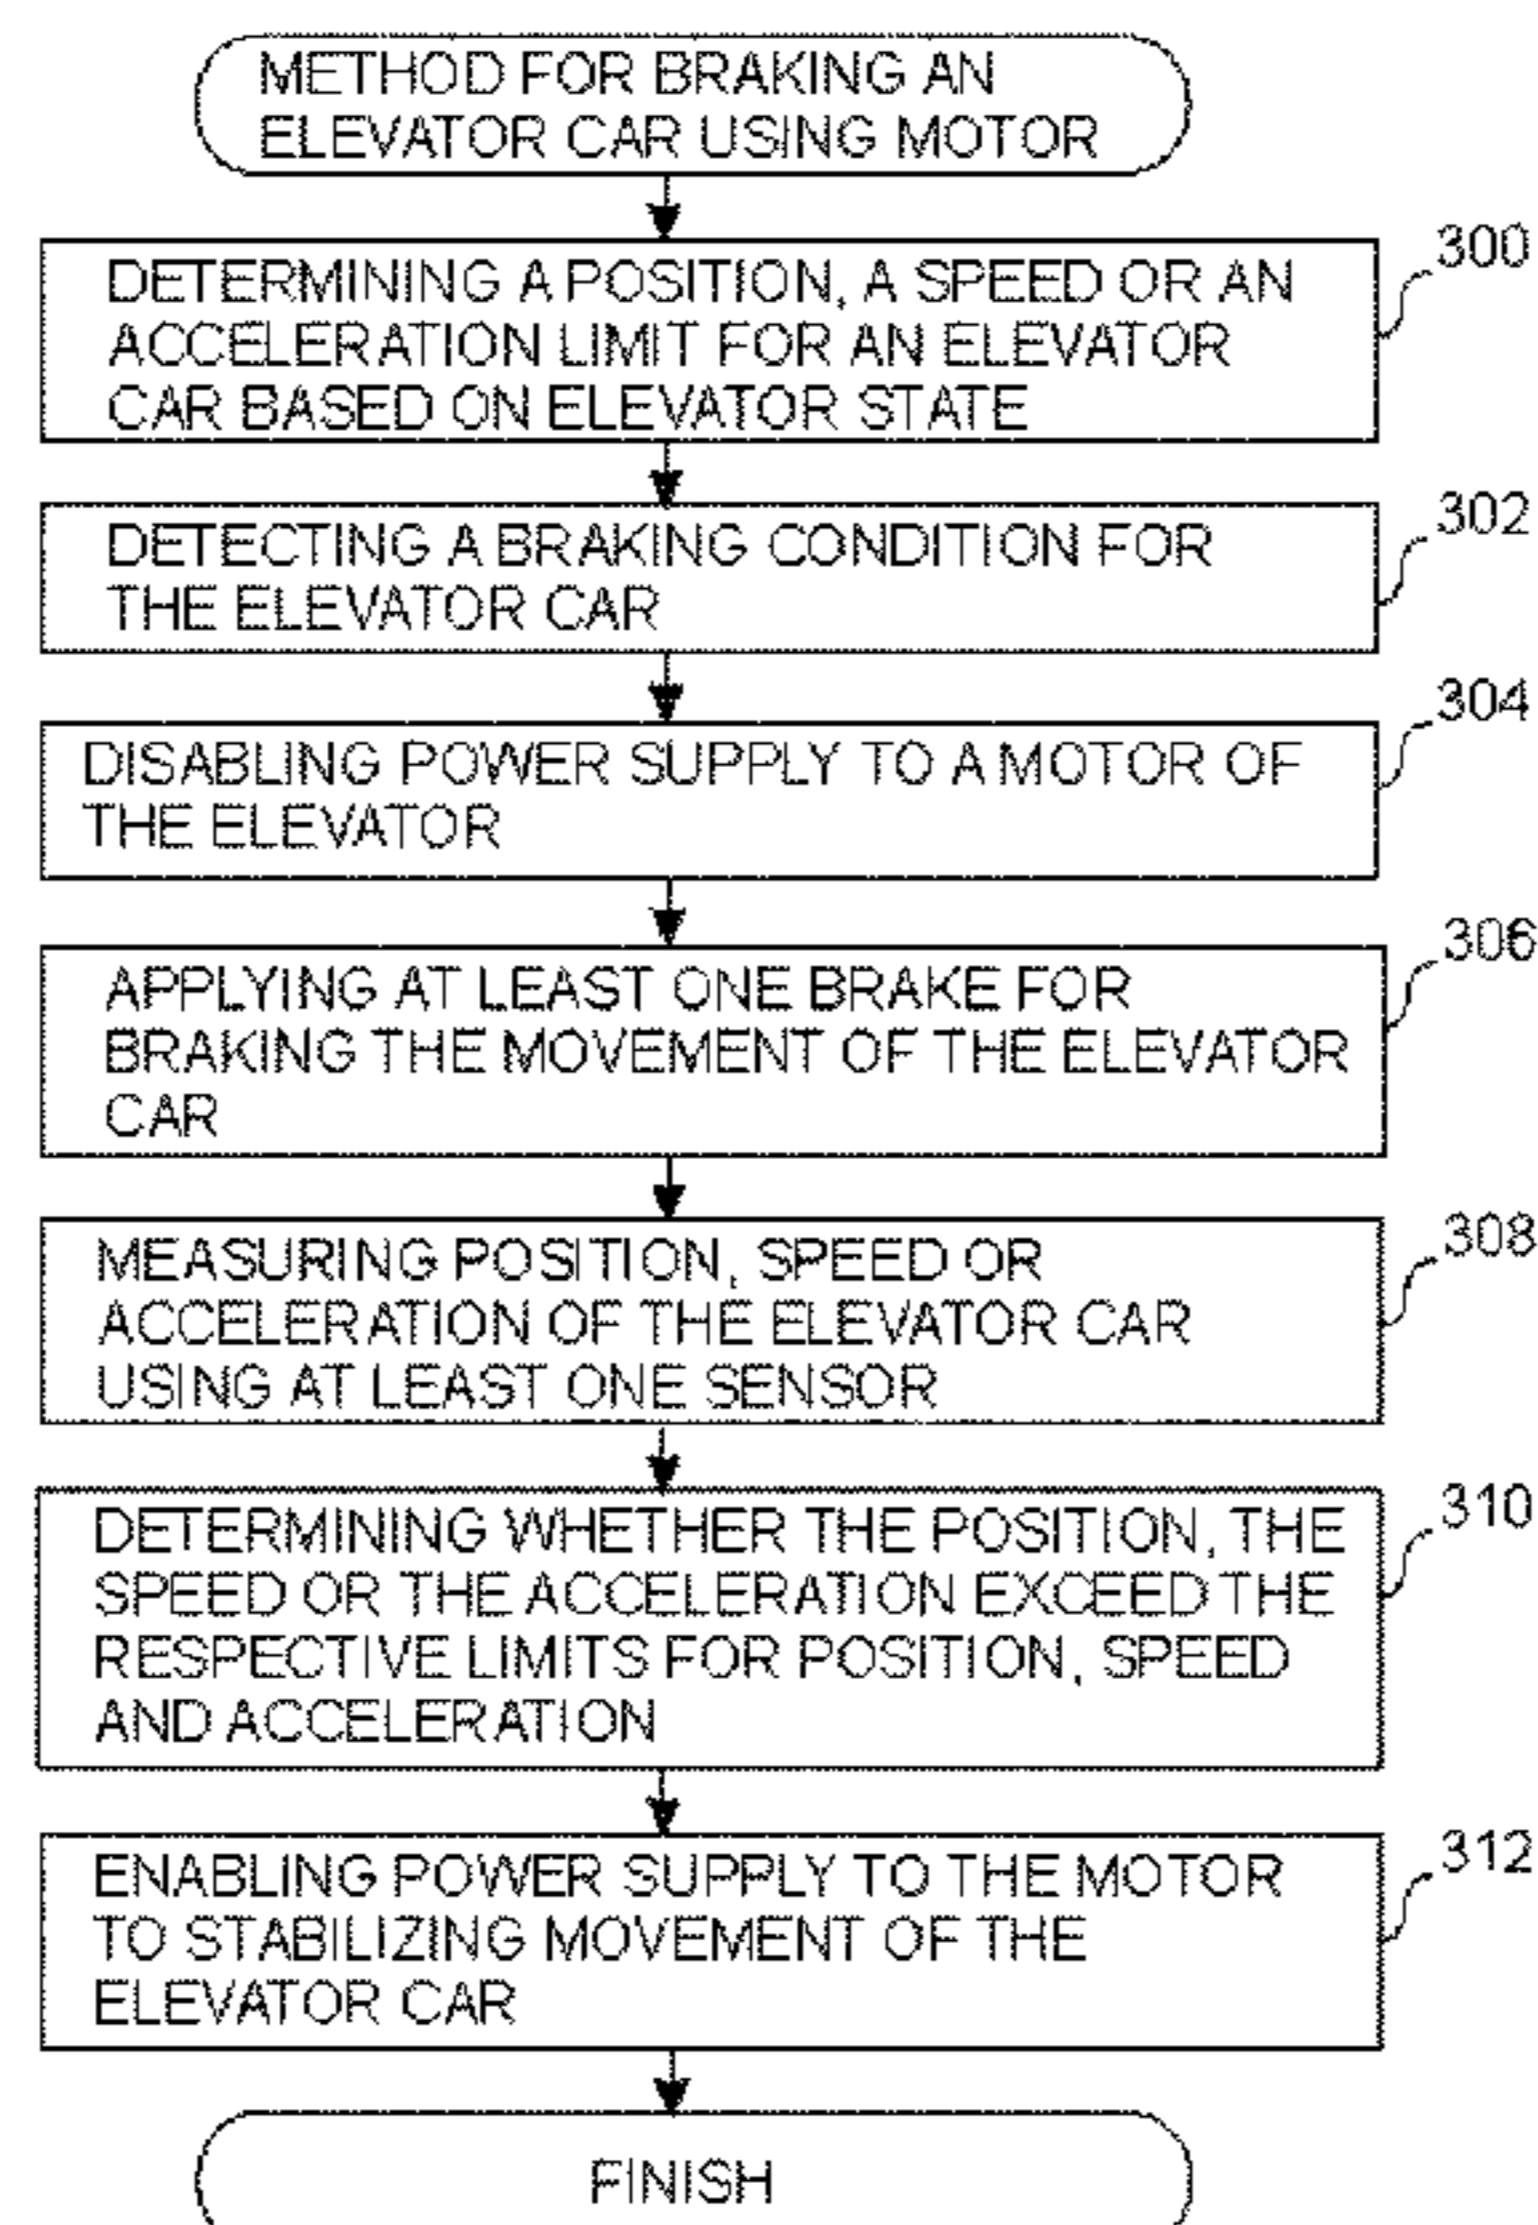 METHOD FOR BRAKING AN
ELEVATOR CAR USING MOTOR
300
DETERMINING A POSITION, A SPEED OR AN
ACCELERATION LIMIT FOR AN ELEVATOR
CAR BASED ON ELEVATOR STATE
302
DETECTING A BRAKING CONDITION FOR
THE ELEVATOR CAR
304
DISABLING POWER SUPPLY TO A MOTOR OF
THE ELEVATOR
306
APPLYING AT LEAST ONE BRAKE FOR
BRAKING THE MOVEMENT OF THE ELEVATOR
CAR
308
MEASURING POSITION, SPEED OR
ACCELERATION OF THE ELEVATOR CAR
USING AT LEAST ONE SENSOR
310
DETERMINING WHETHER THE POSITION, THE
SPEED OR THE ACCELERATION EXCEED THE
RESPECTIVE LIMITS FOR POSITION, SPEED
AND ACCELERATION
312
ENABLING POWER SUPPLY TO THE MOTOR
TO STABILIZING MOVEMENT OF THE
ELEVATOR CAR
FINISH